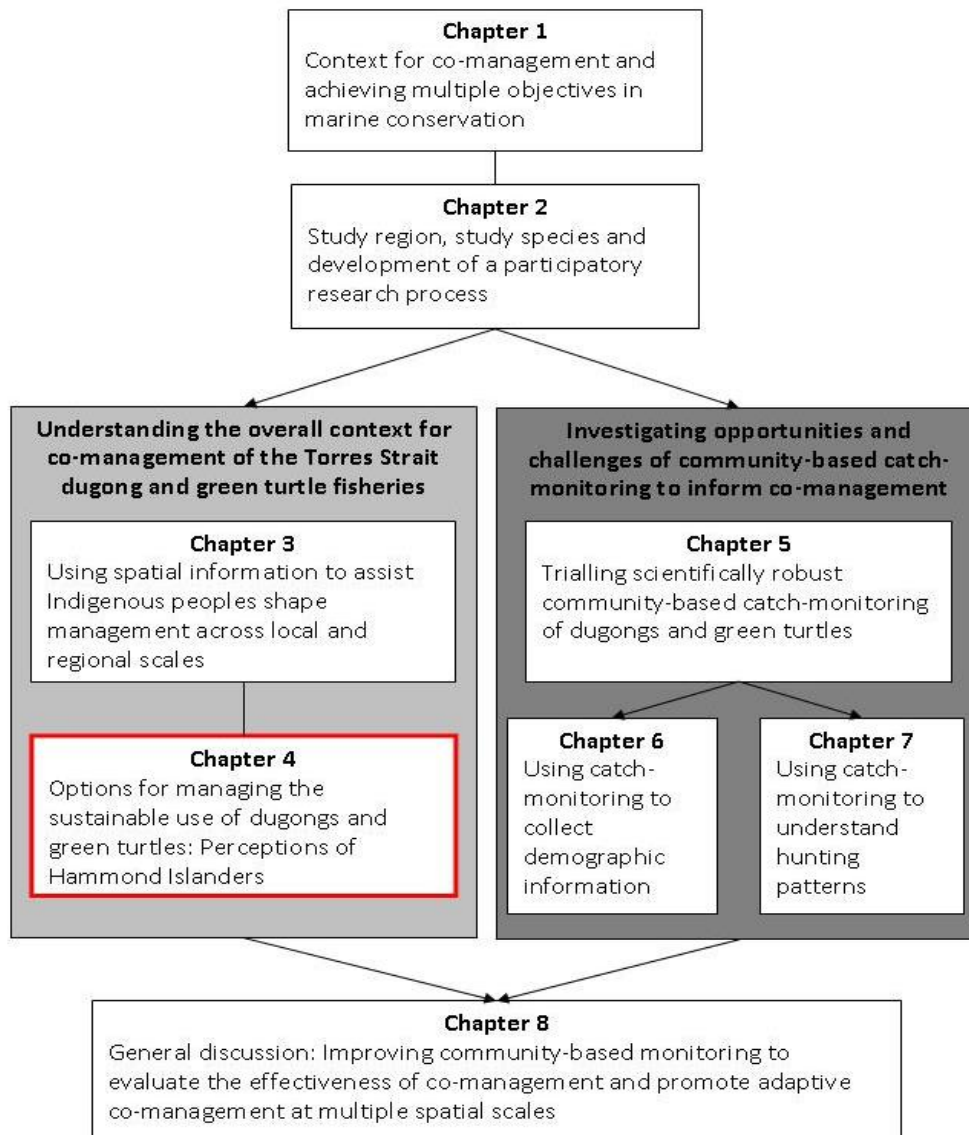 Chapter 1
Context for co-management and
achieving multiple objectives in
marine conservation
Chapter 2
Study region, study species and
development of a participatory
research process
Understanding the overall context for
co-management of the Torres Strait
dugong and green turtle fisheries
Chapter 3
Using spatial information to assist
Indigenous peoples shape
management across local and
regional scales
Chapter 4
Options for managing the
sustainable use of dugongs and
green turtles: Perceptions of
Hammond Islanders
Investigating opportunities and
challenges of community-based catch-
monitoring to inform co-management
Chapter 5
Trialling scientifically robust
community-based catch-monitoring
of dugongs and green turtles
Chapter 6
Using catch-
monitoring to
collect
demographic
information
Chapter 7
Using catch-
monitoring to
understand
hunting
patterns
Chapter 8
General discussion: Improving community-based monitoring to
evaluate the effectiveness of co-management and promote adaptive
co-management at multiple spatial scales